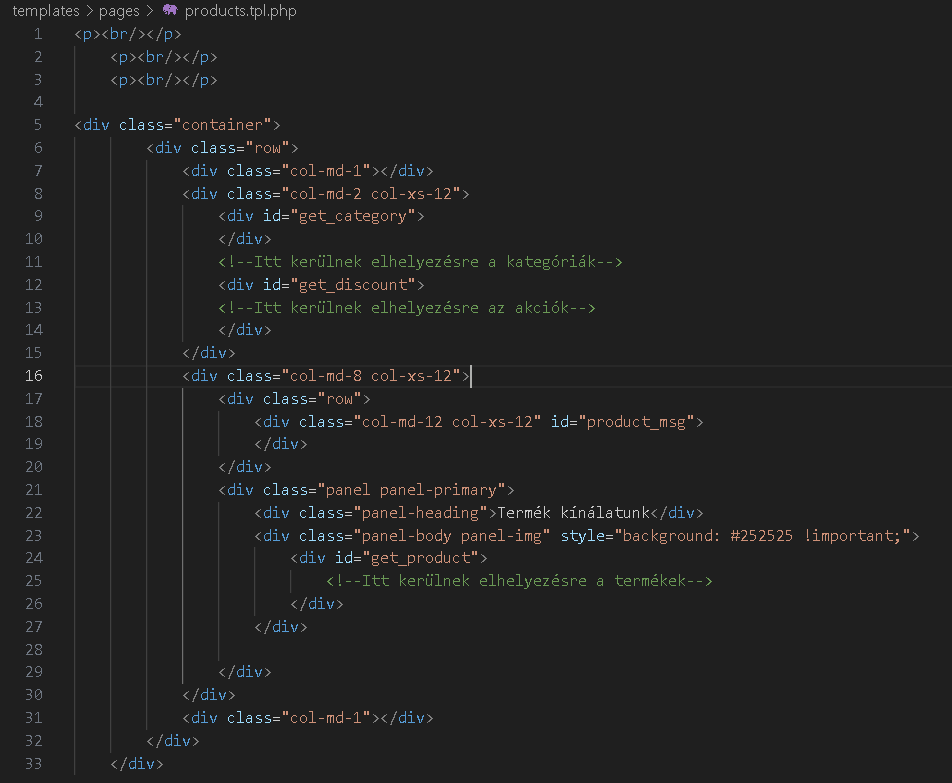 templates > pages > products.tpl.php
1 <p><br/></p>
2     <p><br/></p>
3     <p><br/></p>
4
5 <div class="container">
6         <div class="row">
7             <div class="col-md-1"></div>
8             <div class="col-md-2 col-xs-12">
9                 <div id="get_category">
10                 </div>
11                 <!--Itt kerülnek elhelyezésre a kategóriák-->
12                 <div id="get_discount">
13                 <!--Itt kerülnek elhelyezésre az akciók-->
14                 </div>
15             </div>
16             <div class="col-md-8 col-xs-12">
17                 <div class="row">
18                     <div class="col-md-12 col-xs-12" id="product_msg">
19                     </div>
20                 </div>
21                 <div class="panel panel-primary">
22                     <div class="panel-heading">Termék kínálatunk</div>
23                     <div class="panel-body panel-img" style="background: #252525 !important;">
24                         <div id="get_product">
25                             <!--Itt kerülnek elhelyezésre a termékek-->
26                         </div>
27                     </div>
28
29                 </div>
30             </div>
31             <div class="col-md-1"></div>
32         </div>
33     </div>